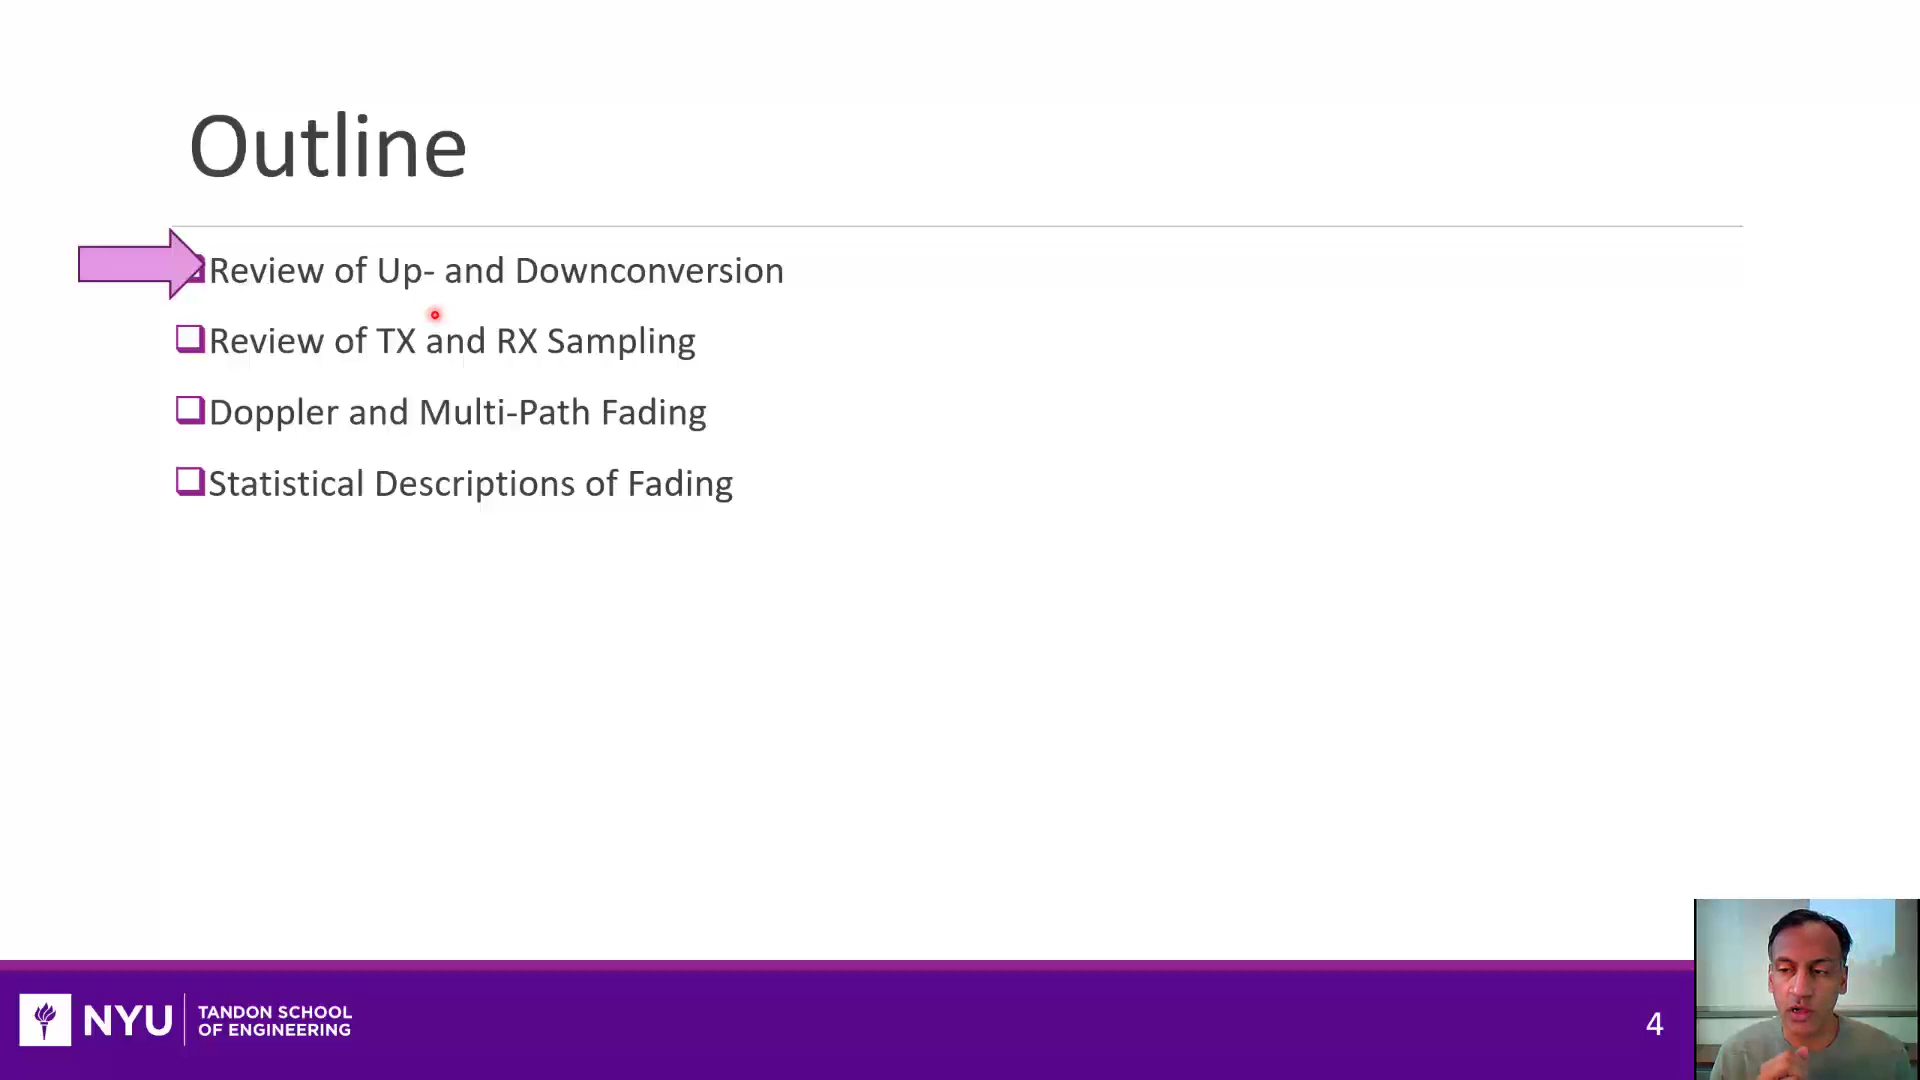 Outline
Review of Up- and Downconversion
Review of TX and RX Sampling
Doppler and Multi-Path Fading
Statistical Descriptions of Fading
NYU
TANDON SCHOOL
OF ENGINEERING
4